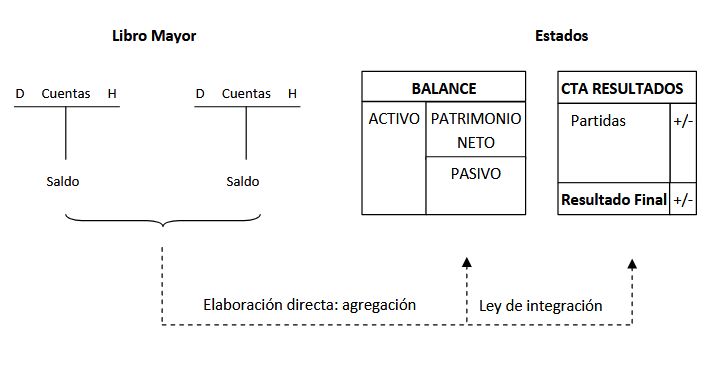 Libro Mayor
Estados
D Cuentas H
D Cuentas H
Saldo
Saldo
BALANCE
ACTIVO
PATRIMONIO
NETO
PASIVO
CTA RESULTADOS
Partidas
+/-
Resultado Final
+/-
Elaboración directa: agregación
Ley de integración